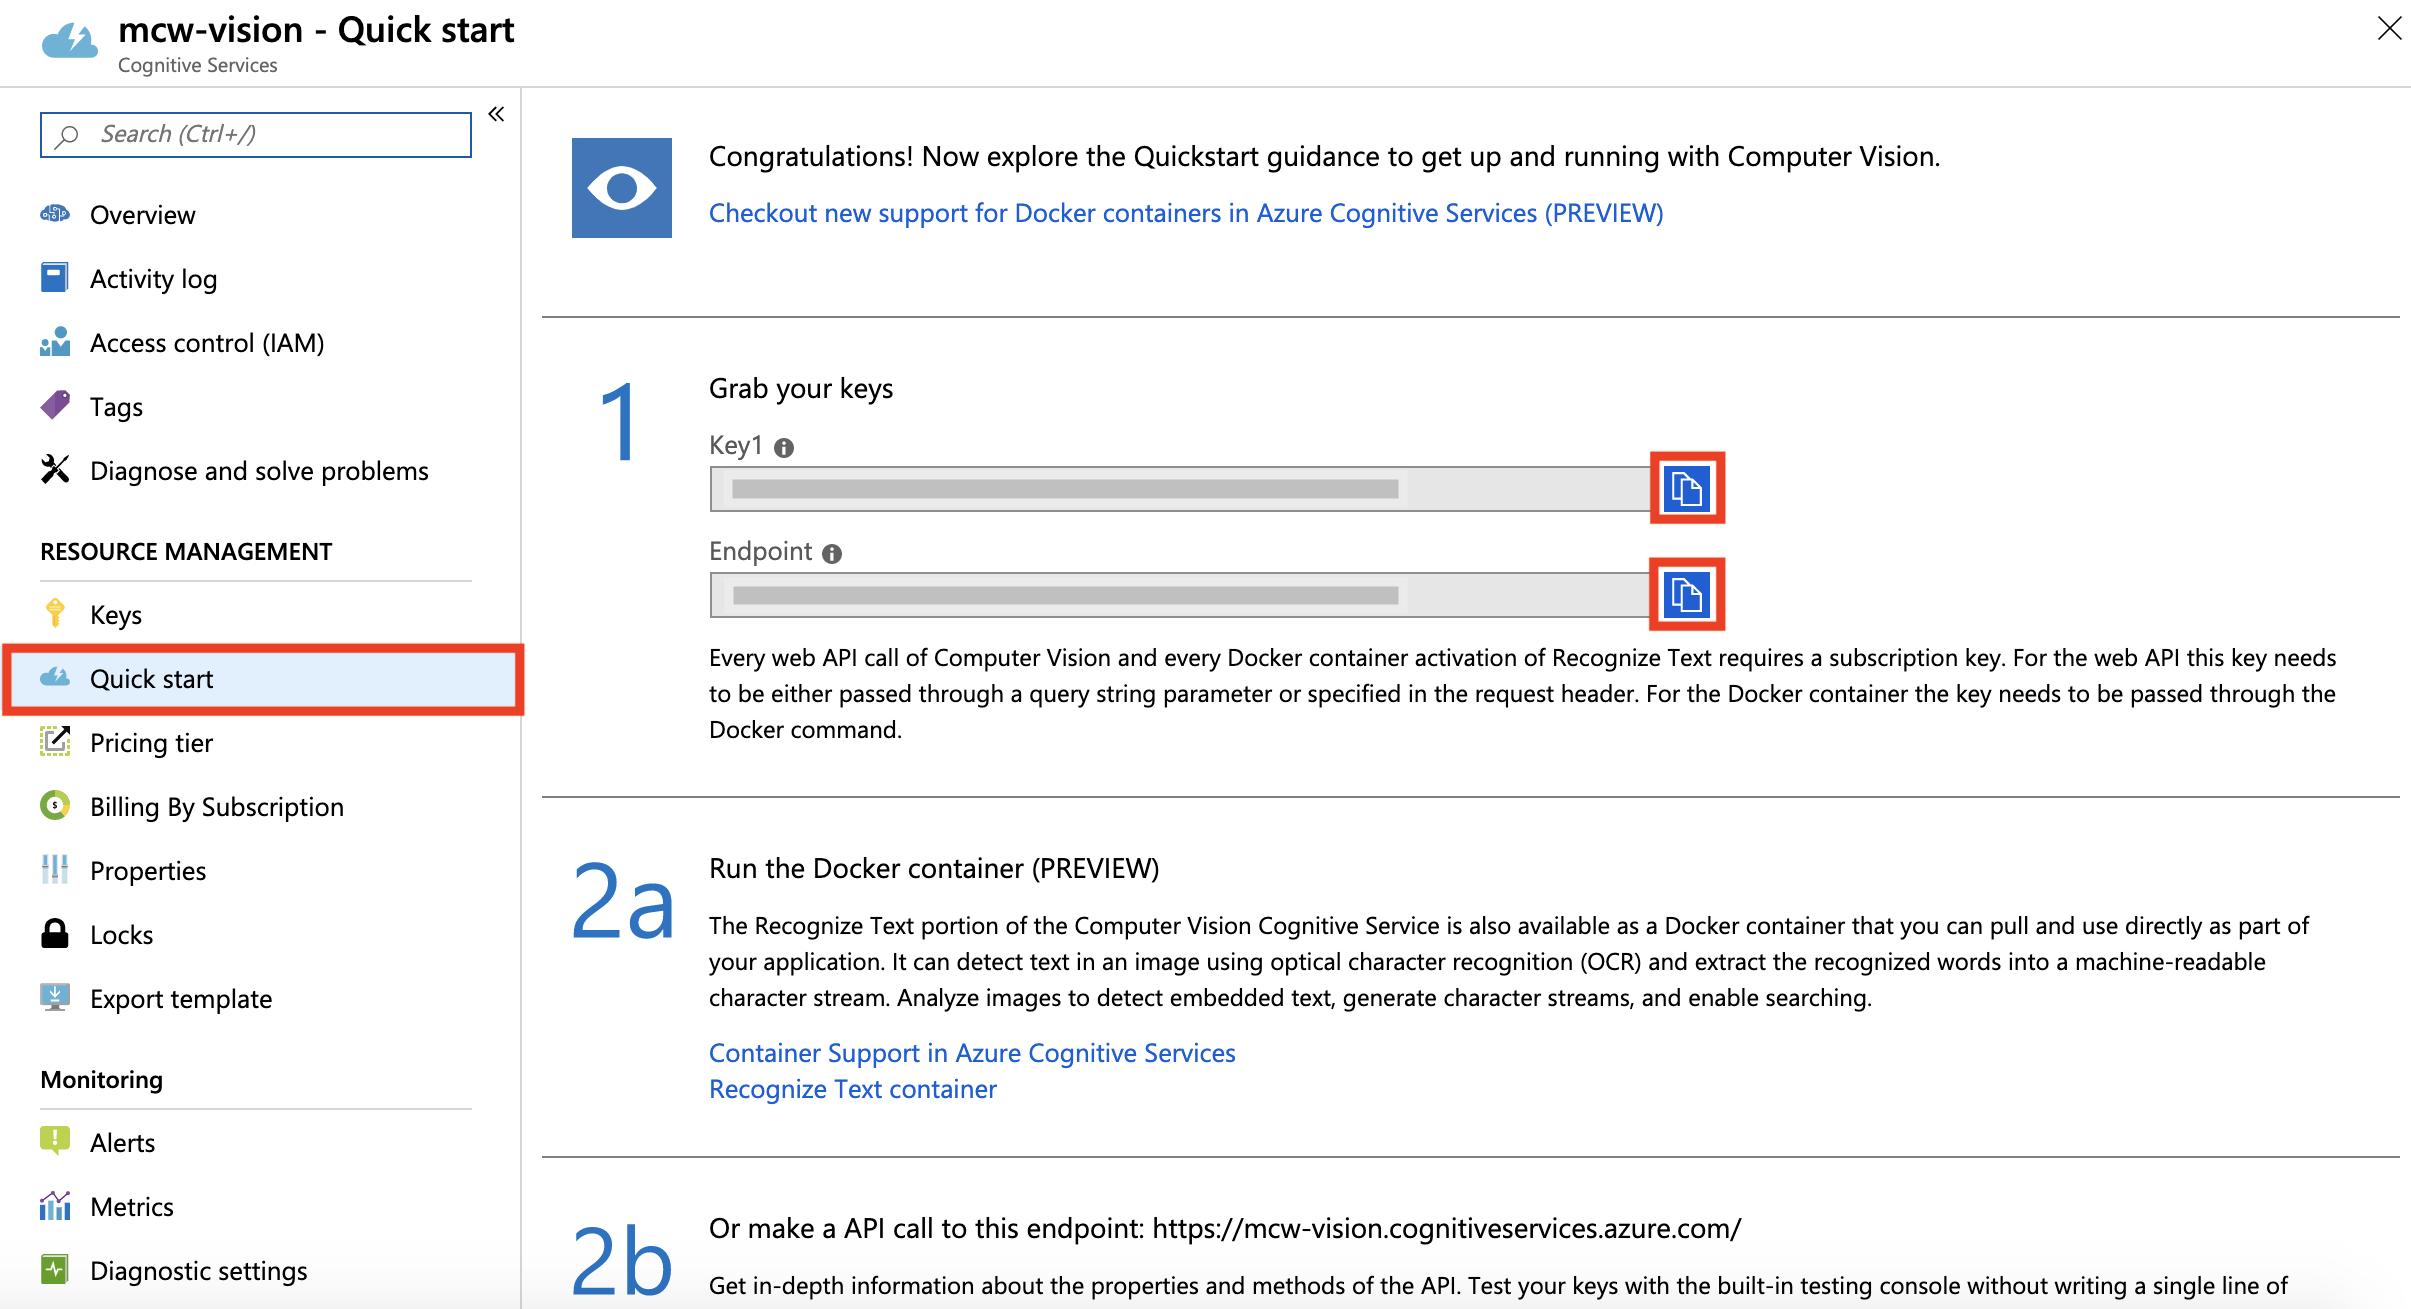 mcw-vision - Quick start
Cognitive Services
Search (Ctrl+/)
Overview
Activity log
Access control (IAM)
Tags
Diagnose and solve problems
RESOURCE MANAGEMENT
Keys
Quick start
Pricing tier
Billing By Subscription
Properties
Locks
Export template
Monitoring
Alerts
Metrics
Diagnostic settings
Congratulations! Now explore the Quickstart guidance to get up and running with Computer Vision.
Checkout new support for Docker containers in Azure Cognitive Services (PREVIEW)
1
Grab your keys
Key1
Endpoint
Every web API call of Computer Vision and every Docker container activation of Recognize Text requires a subscription key. For the web API this key needs
to be either passed through a query string parameter or specified in the request header. For the Docker container the key needs to be passed through the
Docker command.
2a
Run the Docker container (PREVIEW)
The Recognize Text portion of the Computer Vision Cognitive Service is also available as a Docker container that you can pull and use directly as part of
your application. It can detect text in an image using optical character recognition (OCR) and extract the recognized words into a machine-readable
character stream. Analyze images to detect embedded text, generate character streams, and enable searching.
Container Support in Azure Cognitive Services
Recognize Text container
2b
Or make a API call to this endpoint: https://mcw-vision.cognitiveservices.azure.com/
Get in-depth information about the properties and methods of the API. Test your keys with the built-in testing console without writing a single line of